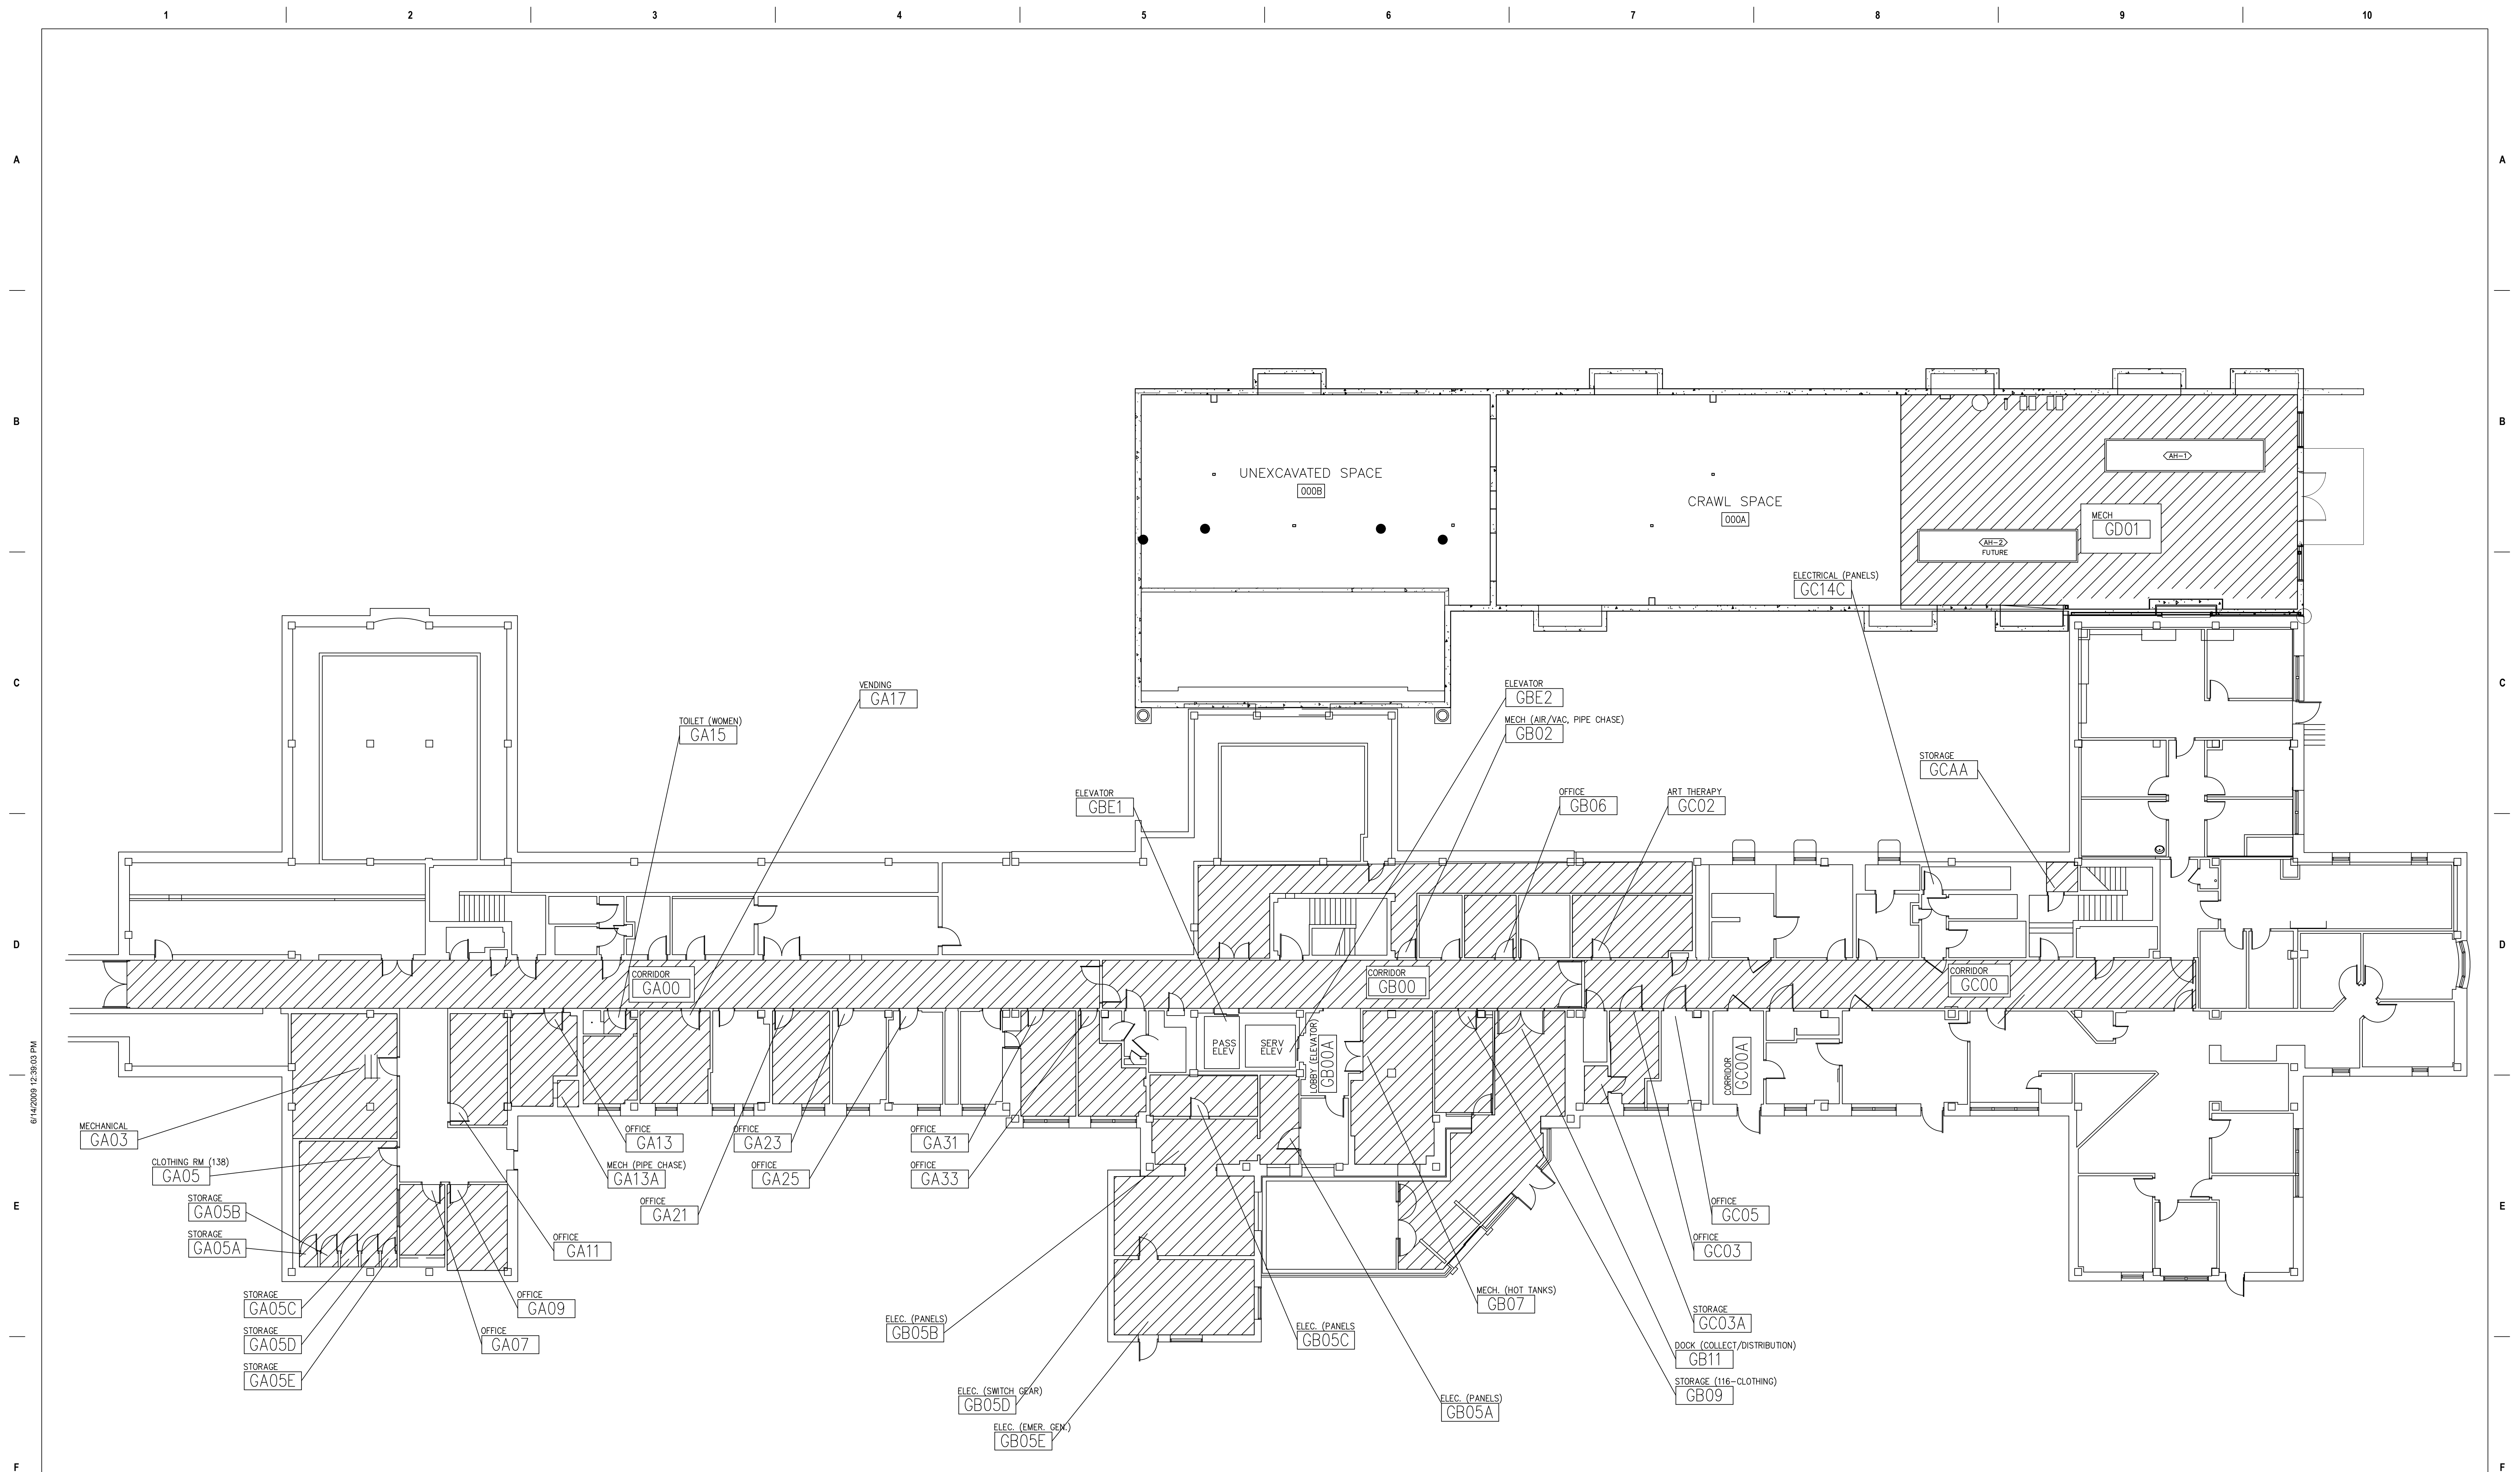 1 2 3 4 5 6 7 8 9 10
A A
B B
AH-1
UNEXCAVATED SPACE
000B
CRAWL SPACE
000A
MECH
GD01
AH-2
FUTURE
ELECTRICAL (PANELS)
GC14C
C C
VENDING
GA17
ELEVATOR
GBE2
TOILET (WOMEN)
GA15
MECH (AIR/VAC, PIPE CHASE)
GB02
STORAGE
GCAA
ELEVATOR
GBE1
OFFICE
GB06
ART THERAPY
GC02
D D
CORRIDOR
GA00
CORRIDOR
GB00
CORRIDOR
GC00
PASS
ELEV
SERV
ELEV
LOBBY (ELEVATOR)
GB00A
CORRIDOR
GC00A
6/14/2009 12:39:03 PM
MECHANICAL
GA03
OFFICE
GA13
OFFICE
GA23
OFFICE
GA31
CLOTHING RM (138)
GA05
MECH (PIPE CHASE)
GA13A
OFFICE
GA25
OFFICE
GA33
E E
STORAGE
GA05B
OFFICE
GA21
OFFICE
GC05
STORAGE
GA05A
OFFICE
GA11
OFFICE
GC03
STORAGE
GA05C
OFFICE
GA09
MECH. (HOT TANKS)
GB07
STORAGE
GC03A
STORAGE
GA05D
OFFICE
GA07
ELEC. (PANELS)
GB05B
ELEC. (PANELS
GB05C
DOCK (COLLECT/DISTRIBUTION)
GB11
STORAGE
GA05E
STORAGE (116-CLOTHING)
GB09
ELEC. (SWITCH GEAR)
GB05D
ELEC. (PANELS)
GB05A
ELEC. (EMER. GEN.)
GB05E
F F